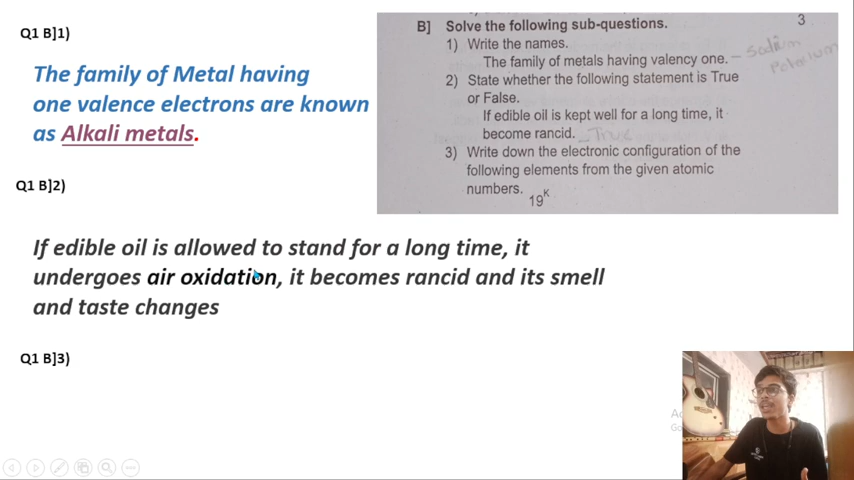 Q1 B]1)
The family of Metal having
one valence electrons are known
as Alkali metals.
Q1 B]2)
If edible oil is allowed to stand for a long time, it
undergoes air oxidation, it becomes rancid and its smell
and taste changes
Q1 B]3)
B] Solve the following sub-questions. 3
1) Write the names.
The family of metals having valency one. – Sodium
2) State whether the following statement is True
or False.
If edible oil is kept well for a long time, it
become rancid. – True
3) Write down the electronic configuration of the
following elements from the given atomic
numbers.
19K